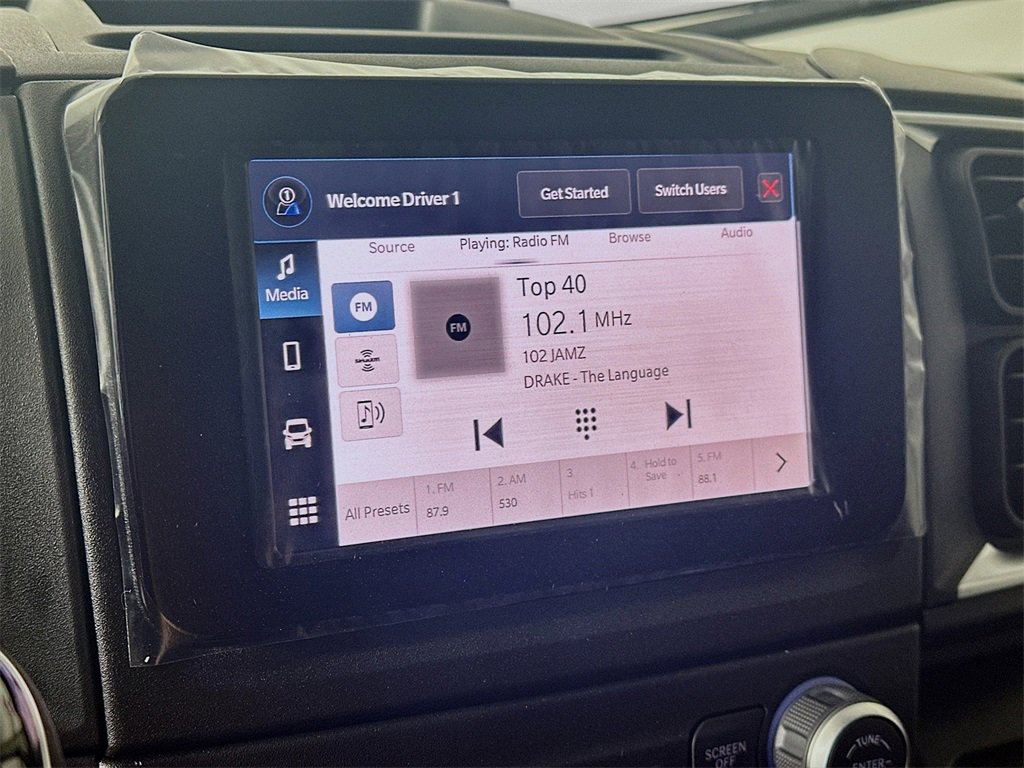 1
Welcome Driver 1
Get Started
Switch Users
X
Source
Playing: Radio FM
Browse
Audio
Media
FM
FM
Top 40
102.1 MHz
102 JAMZ
DRAKE - The Language
SiriusXM
All Presets
1. FM
87.9
2. AM
530
3
Hits 1
4. Hold to
Save
5. FM
88.1
SCREEN
OFF
TUNE
ENTER